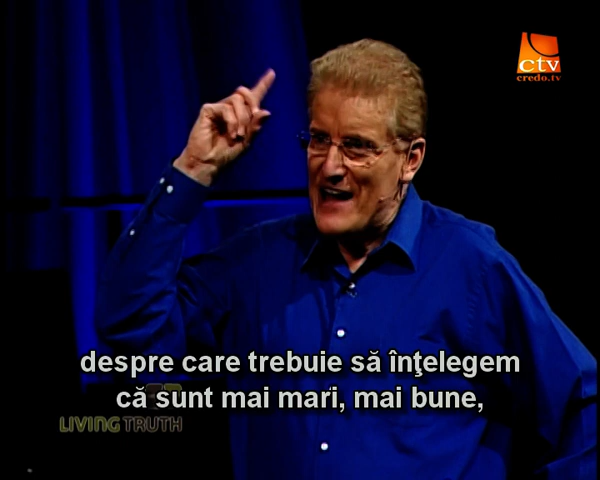 ctv
credo.tv
despre care trebuie să înţelegem
că sunt mai mari, mai bune,
LIVING TRUTH